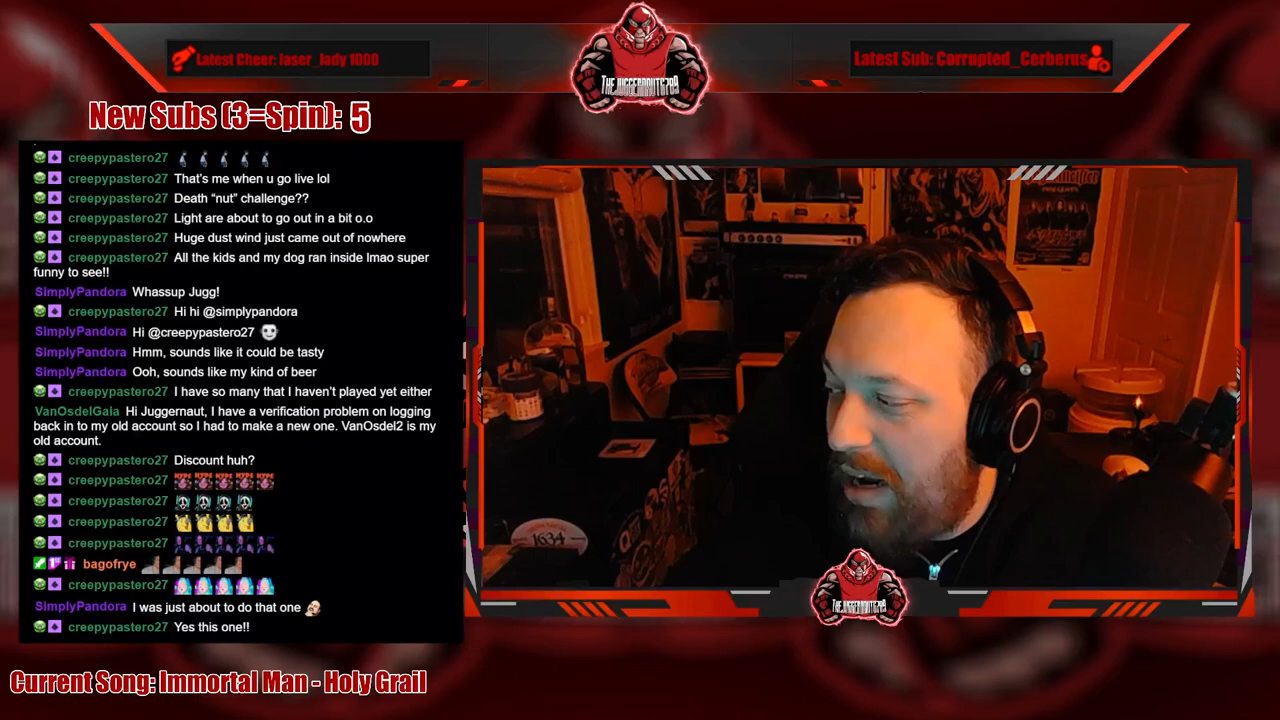 Latest Cheer: laser_lady 1000
THEJUGGERNAUT6789
Latest Sub: Corrupted_Cerberus
New Subs (3=Spin): 5
creepypastero27
creepypastero27 That's me when u go live lol
creepypastero27 Death “nut” challenge??
creepypastero27 Light are about to go out in a bit o.o
creepypastero27 Huge dust wind just came out of nowhere
creepypastero27 All the kids and my dog ran inside lmao super
funny to see!!
SimplyPandora Whassup Jugg!
creepypastero27 Hi hi @simplypandora
SimplyPandora Hi @creepypastero27
SimplyPandora Hmm, sounds like it could be tasty
SimplyPandora Ooh, sounds like my kind of beer
creepypastero27 I have so many that I haven't played yet either
VanOsdelGaia Hi Juggernaut, I have a verification problem on logging
back in to my old account so I had to make a new one. VanOsdel2 is my
old account.
creepypastero27 Discount huh?
creepypastero27
creepypastero27
creepypastero27
creepypastero27
bagofrye
creepypastero27
SimplyPandora I was just about to do that one
creepypastero27 Yes this one!!
1634
THEJUGGERNAUT6789
Current Song: Immortal Man - Holy Grail